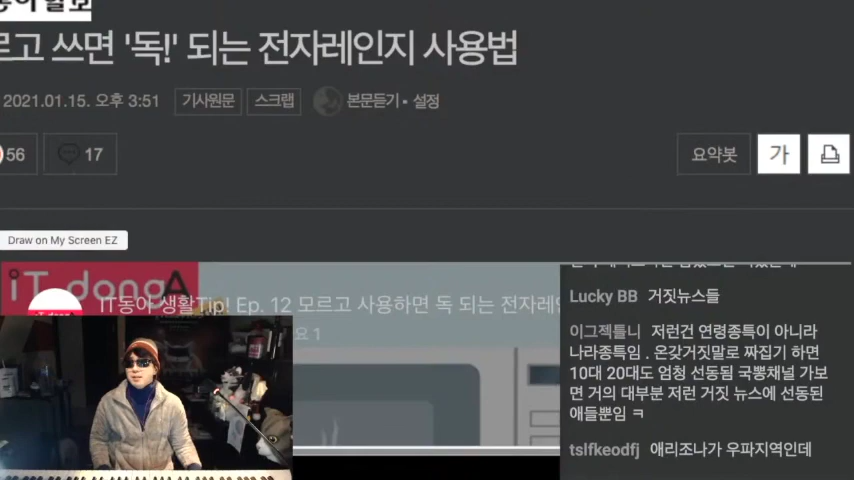 동아일보
르고 쓰면 '독!' 되는 전자레인지 사용법
2021.01.15. 오후 3:51 기사원문 스크랩 본문듣기 • 설정
56 17 요약봇 가
Draw on My Screen EZ
iT dongA
IT동아 생활Tip! Ep. 12 모르고 사용하면 독 되는 전자레인
요 1
Lucky BB 거짓뉴스들
이그젝틀니 저런건 연령종특이 아니라
나라종특임 . 온갖거짓말로 짜집기 하면
10대 20대도 엄청 선동됨 국뽕채널 가보
면 거의 대부분 저런 거짓 뉴스에 선동된
애들뿐임 ㅋ
tslfkeodfj 애리조나가 우파지역인데